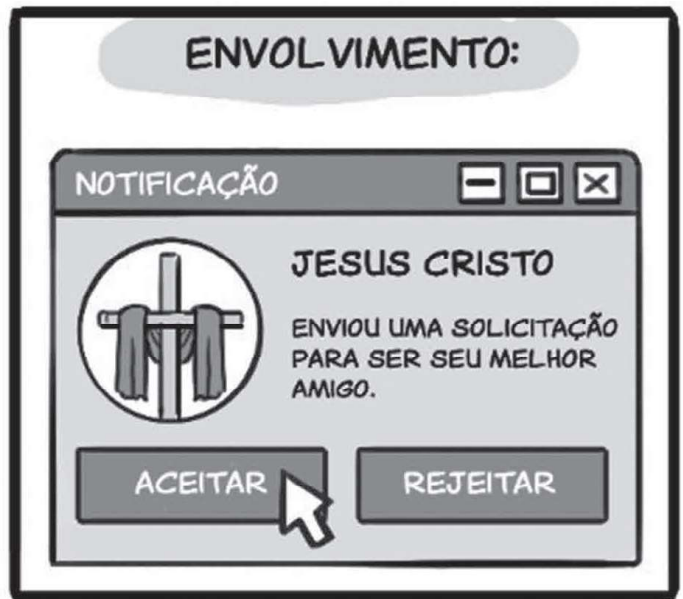 ENVOLVIMENTO:
NOTIFICAÇÃO
JESUS CRISTO
ENVIOU UMA SOLICITAÇÃO
PARA SER SEU MELHOR
AMIGO.
ACEITAR
REJEITAR